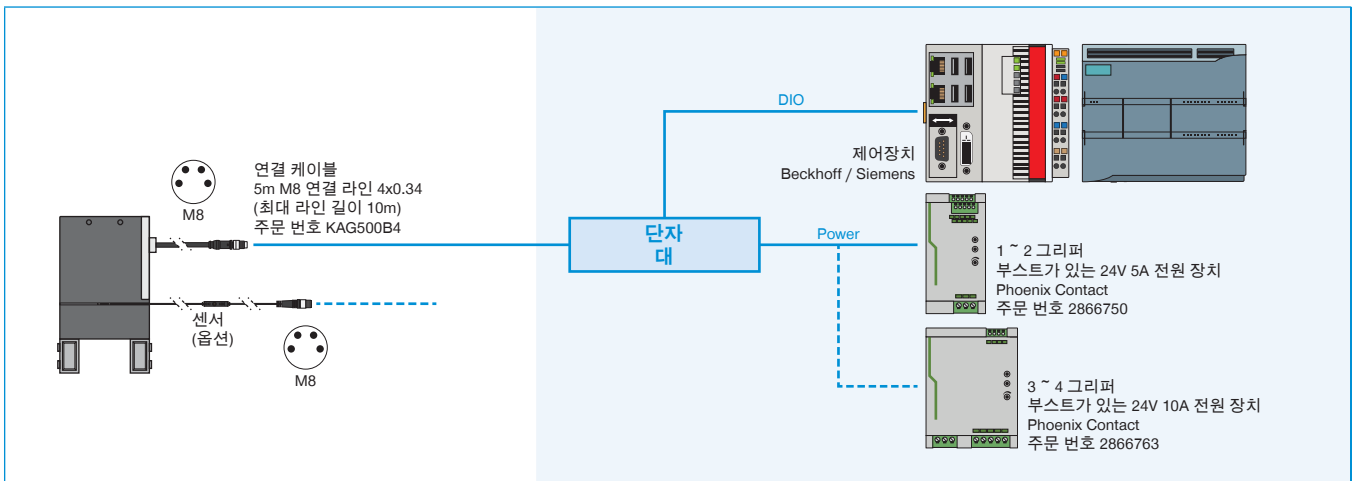 연결 케이블
5m M8 연결 라인 4x0.34
(최대 라인 길이 10m)
주문 번호 KAG500B4
M8
센서
(옵션)
M8
단자
대
DIO
제어장치
Beckhoff / Siemens
Power
1 ~ 2 그리퍼
부스트가 있는 24V 5A 전원 장치
Phoenix Contact
주문 번호 2866750
3 ~ 4 그리퍼
부스트가 있는 24V 10A 전원 장치
Phoenix Contact
주문 번호 2866763